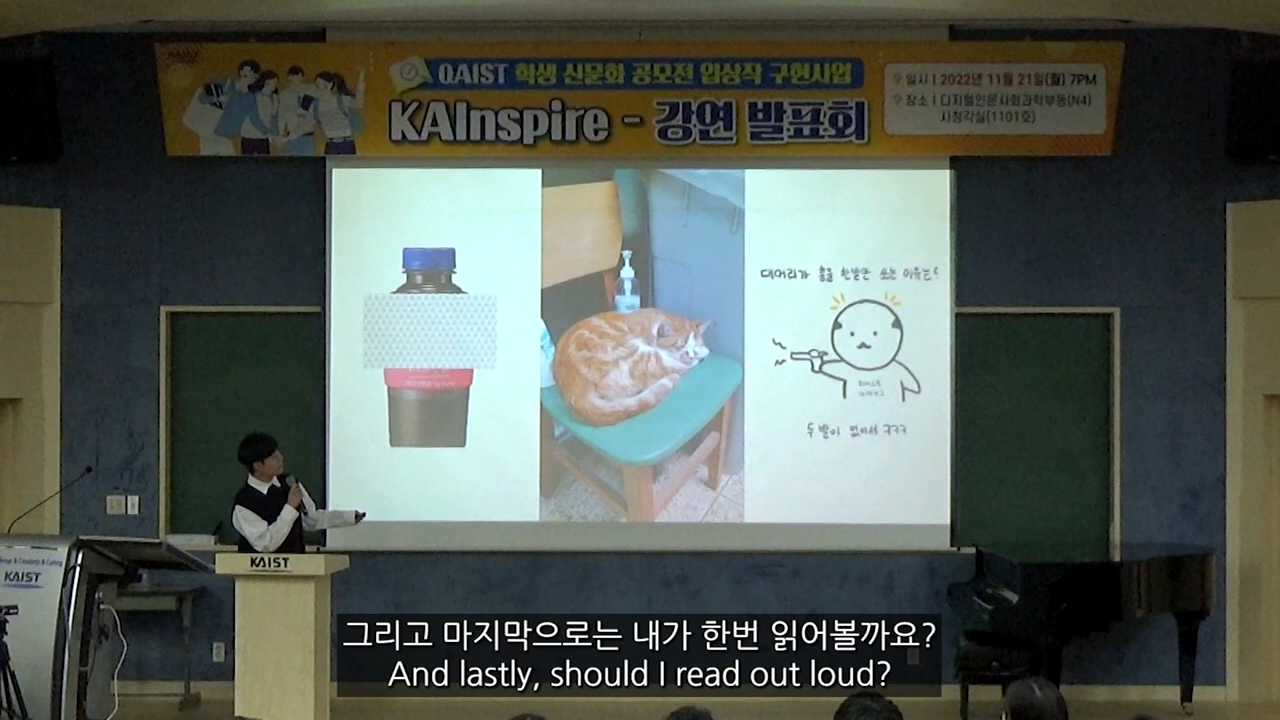 QAIST 학생 신문화 공모전 입상작 구현사업
KAInspire - 강연 발표회
일시 | 2022년 11월 21일(월) 7PM
장소 | 디지털인문사회과학부동(N4)
시청각실(1101호)
대머리가 총을 한발만 쏘는 이유는?
두 발이 없어서 ㅋㅋㅋ
KAIST
KAIST
그리고 마지막으로는 내가 한번 읽어볼까요?
And lastly, should I read out loud?